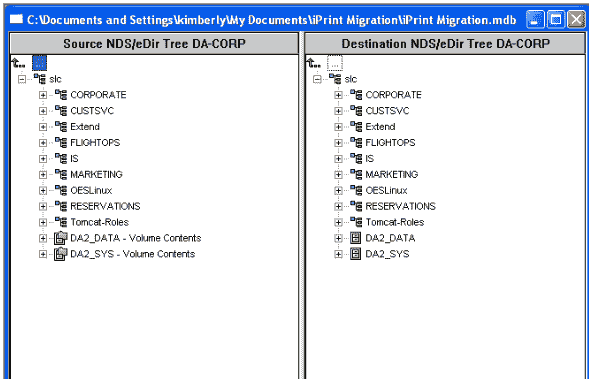 C:\Documents and Settings\kimberly\My Documents\iPrint Migration\iPrint Migration.mdb
Source NDS/eDir Tree DA-CORP
...
slc
CORPORATE
CUSTSVC
Extend
FLIGHTOPS
IS
MARKETING
OESLinux
RESERVATIONS
Tomcat-Roles
DA2_DATA - Volume Contents
DA2_SYS - Volume Contents
Destination NDS/eDir Tree DA-CORP
...
slc
CORPORATE
CUSTSVC
Extend
FLIGHTOPS
IS
MARKETING
OESLinux
RESERVATIONS
Tomcat-Roles
DA2_DATA
DA2_SYS